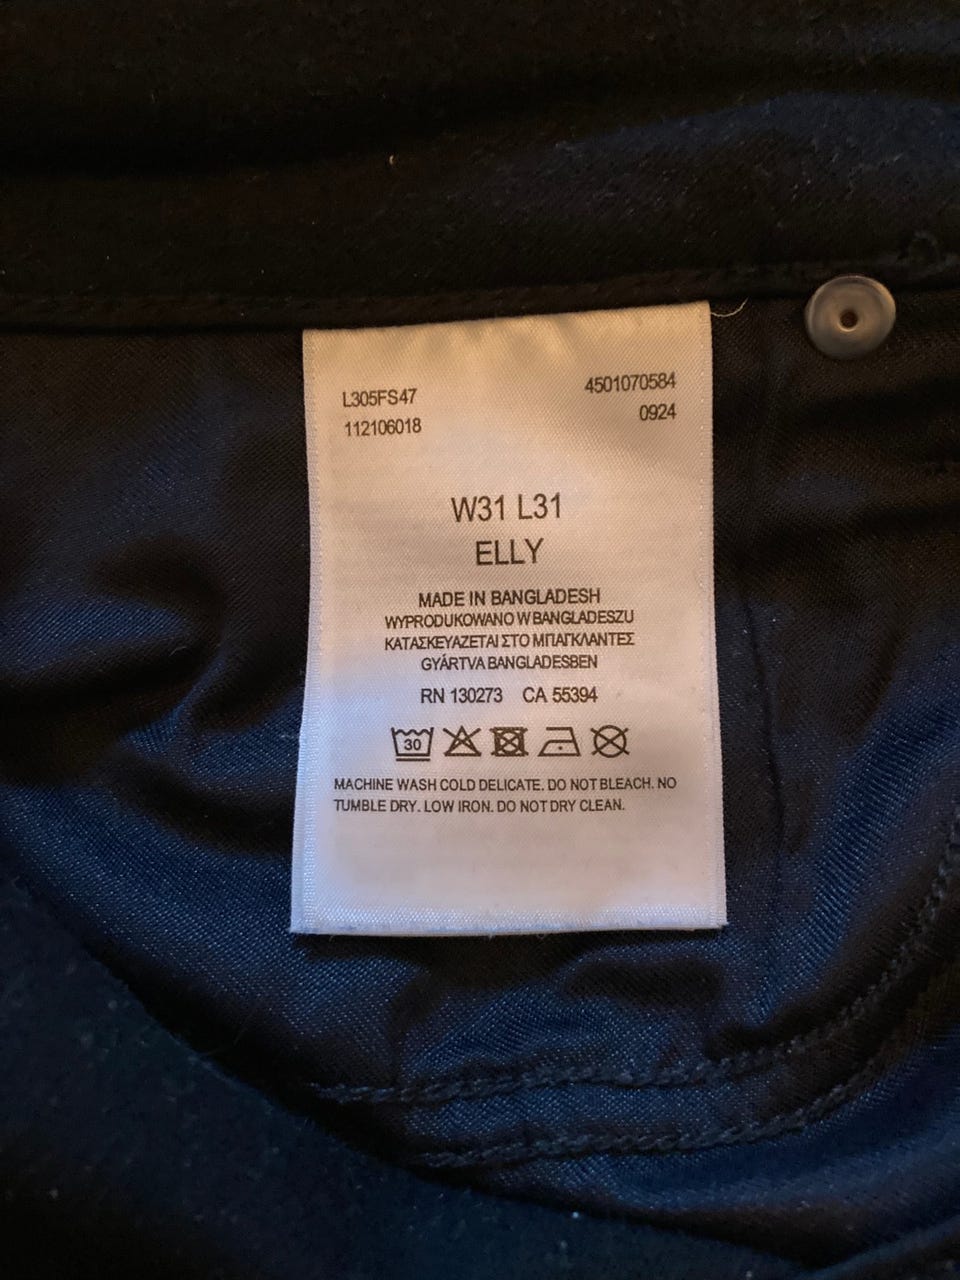 L305FS47 4501070584
112106018 0924
W31 L31
ELLY
MADE IN BANGLADESH
WYPRODUKOWANO W BANGLADESZU
ΚΑΤΑΣΚΕΥΑΖΕΤΑΙ ΣΤΟ ΜΠΑΓΚΛΑΝΤΕΣ
GYÁRTVA BANGLADESBEN
RN 130273 CA 55394
30
MACHINE WASH COLD DELICATE. DO NOT BLEACH. NO
TUMBLE DRY. LOW IRON. DO NOT DRY CLEAN.